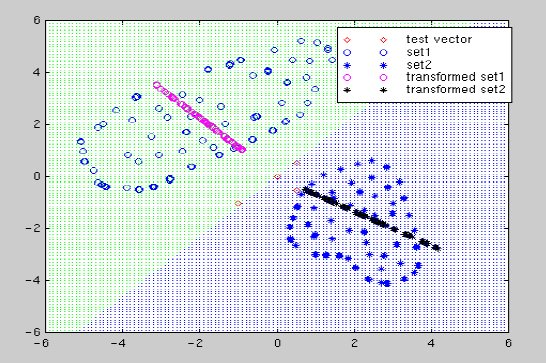 6
4
2
0
-2
-4
-6
-6
-4
-2
0
2
4
6
test vector
set1
set2
transformed set1
transformed set2